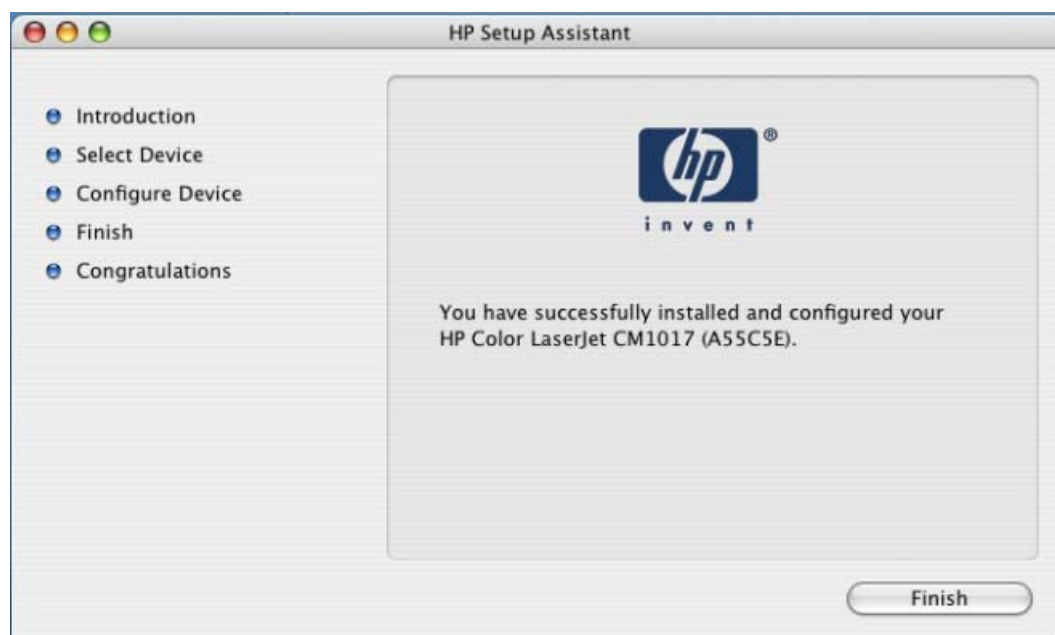 HP Setup Assistant
Introduction
Select Device
Configure Device
Finish
Congratulations
hp®
invent
You have successfully installed and configured your
HP Color LaserJet CM1017 (A55C5E).
Finish